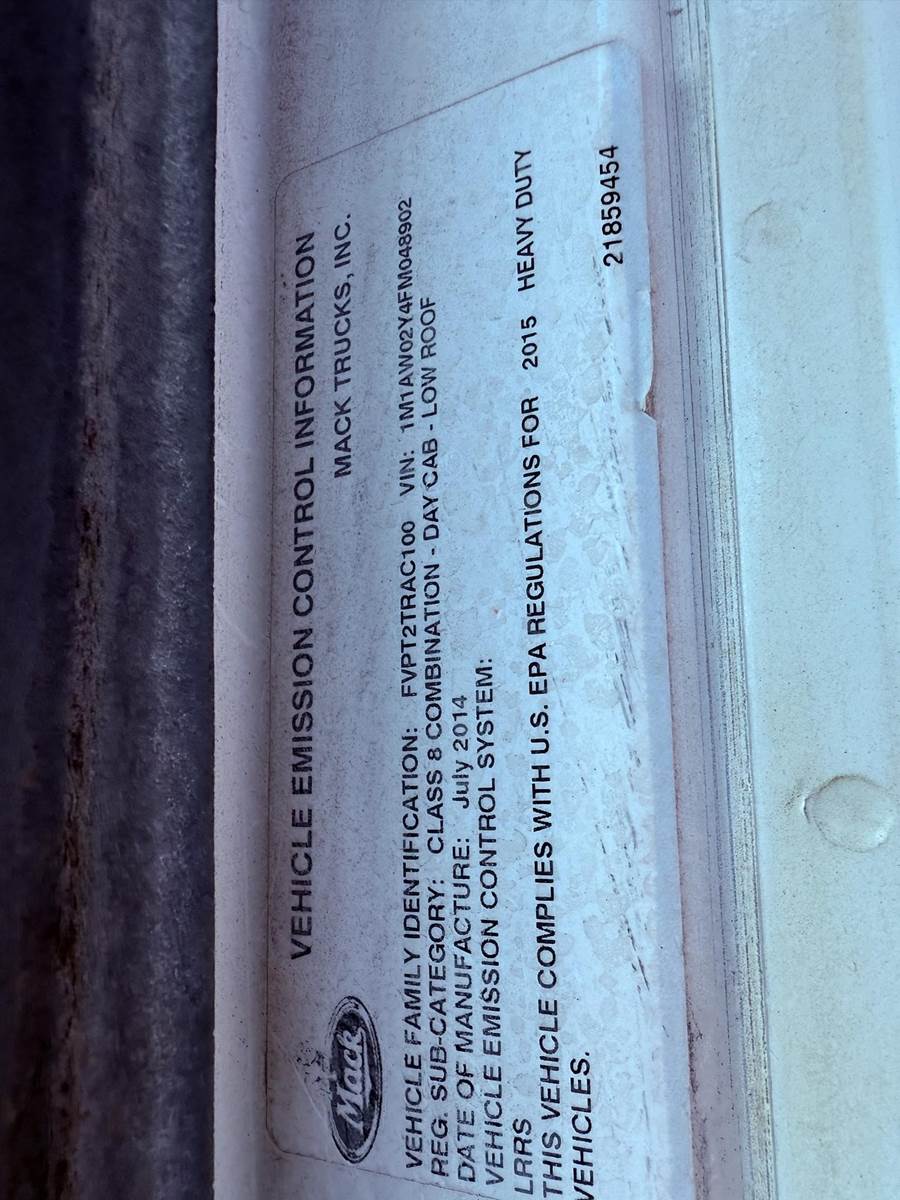 VEHICLE EMISSION CONTROL INFORMATION
MACK TRUCKS, INC.
Mack
VEHICLE FAMILY IDENTIFICATION: FVPT2TRAC100 VIN: 1M1AW02Y4FM048902
REG. SUB-CATEGORY: CLASS 8 COMBINATION - DAY CAB - LOW ROOF
DATE OF MANUFACTURE: July 2014
VEHICLE EMISSION CONTROL SYSTEM:
LRRS
THIS VEHICLE COMPLIES WITH U.S. EPA REGULATIONS FOR 2015 HEAVY DUTY
VEHICLES.
21859454